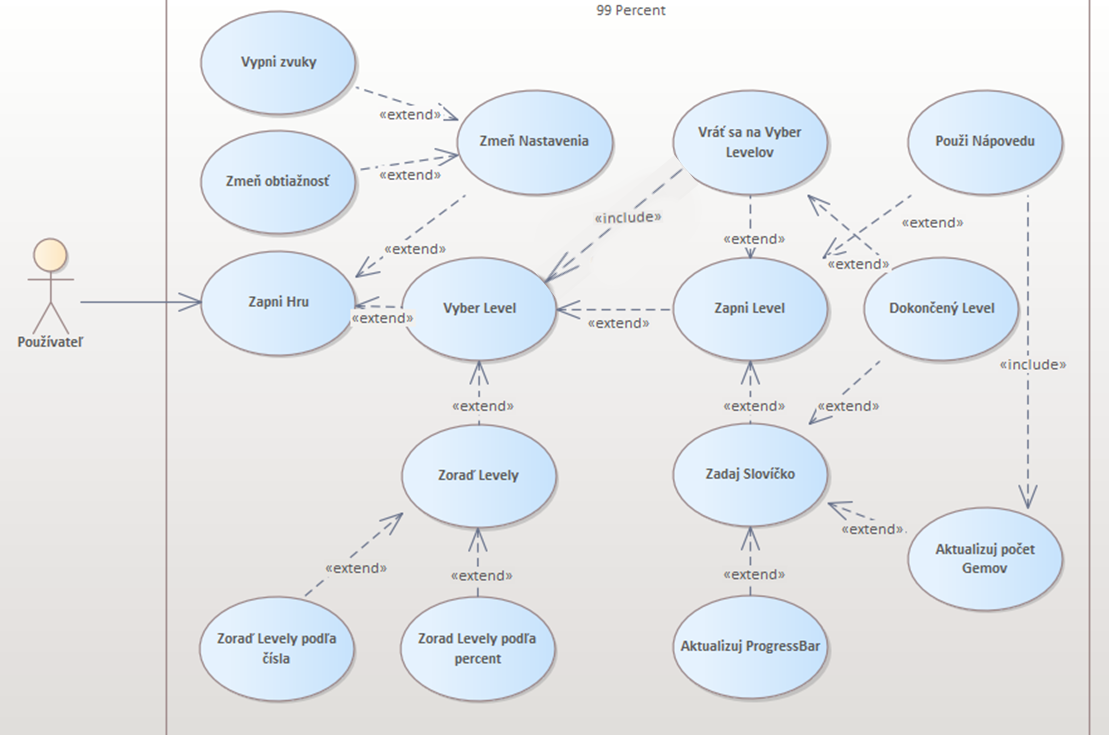 99 Percent
Vypni zvuky
«extend»
Zmeň Nastavenia
Vráť sa na Vyber
Levelov
Použi Nápovedu
Zmeň obtiažnosť
«extend»
«include»
«extend»
«extend»
«extend»
«extend»
Zapni Hru
«extend»
Vyber Level
«extend»
Zapni Level
Dokončený Level
Používateľ
«include»
«extend»
«extend»
«extend»
Zoraď Levely
Zadaj Slovíčko
«extend»
Aktualizuj počet
Gemov
«extend»
«extend»
«extend»
Zoraď Levely podľa
čísla
Zorad Levely podľa
percent
Aktualizuj ProgressBar